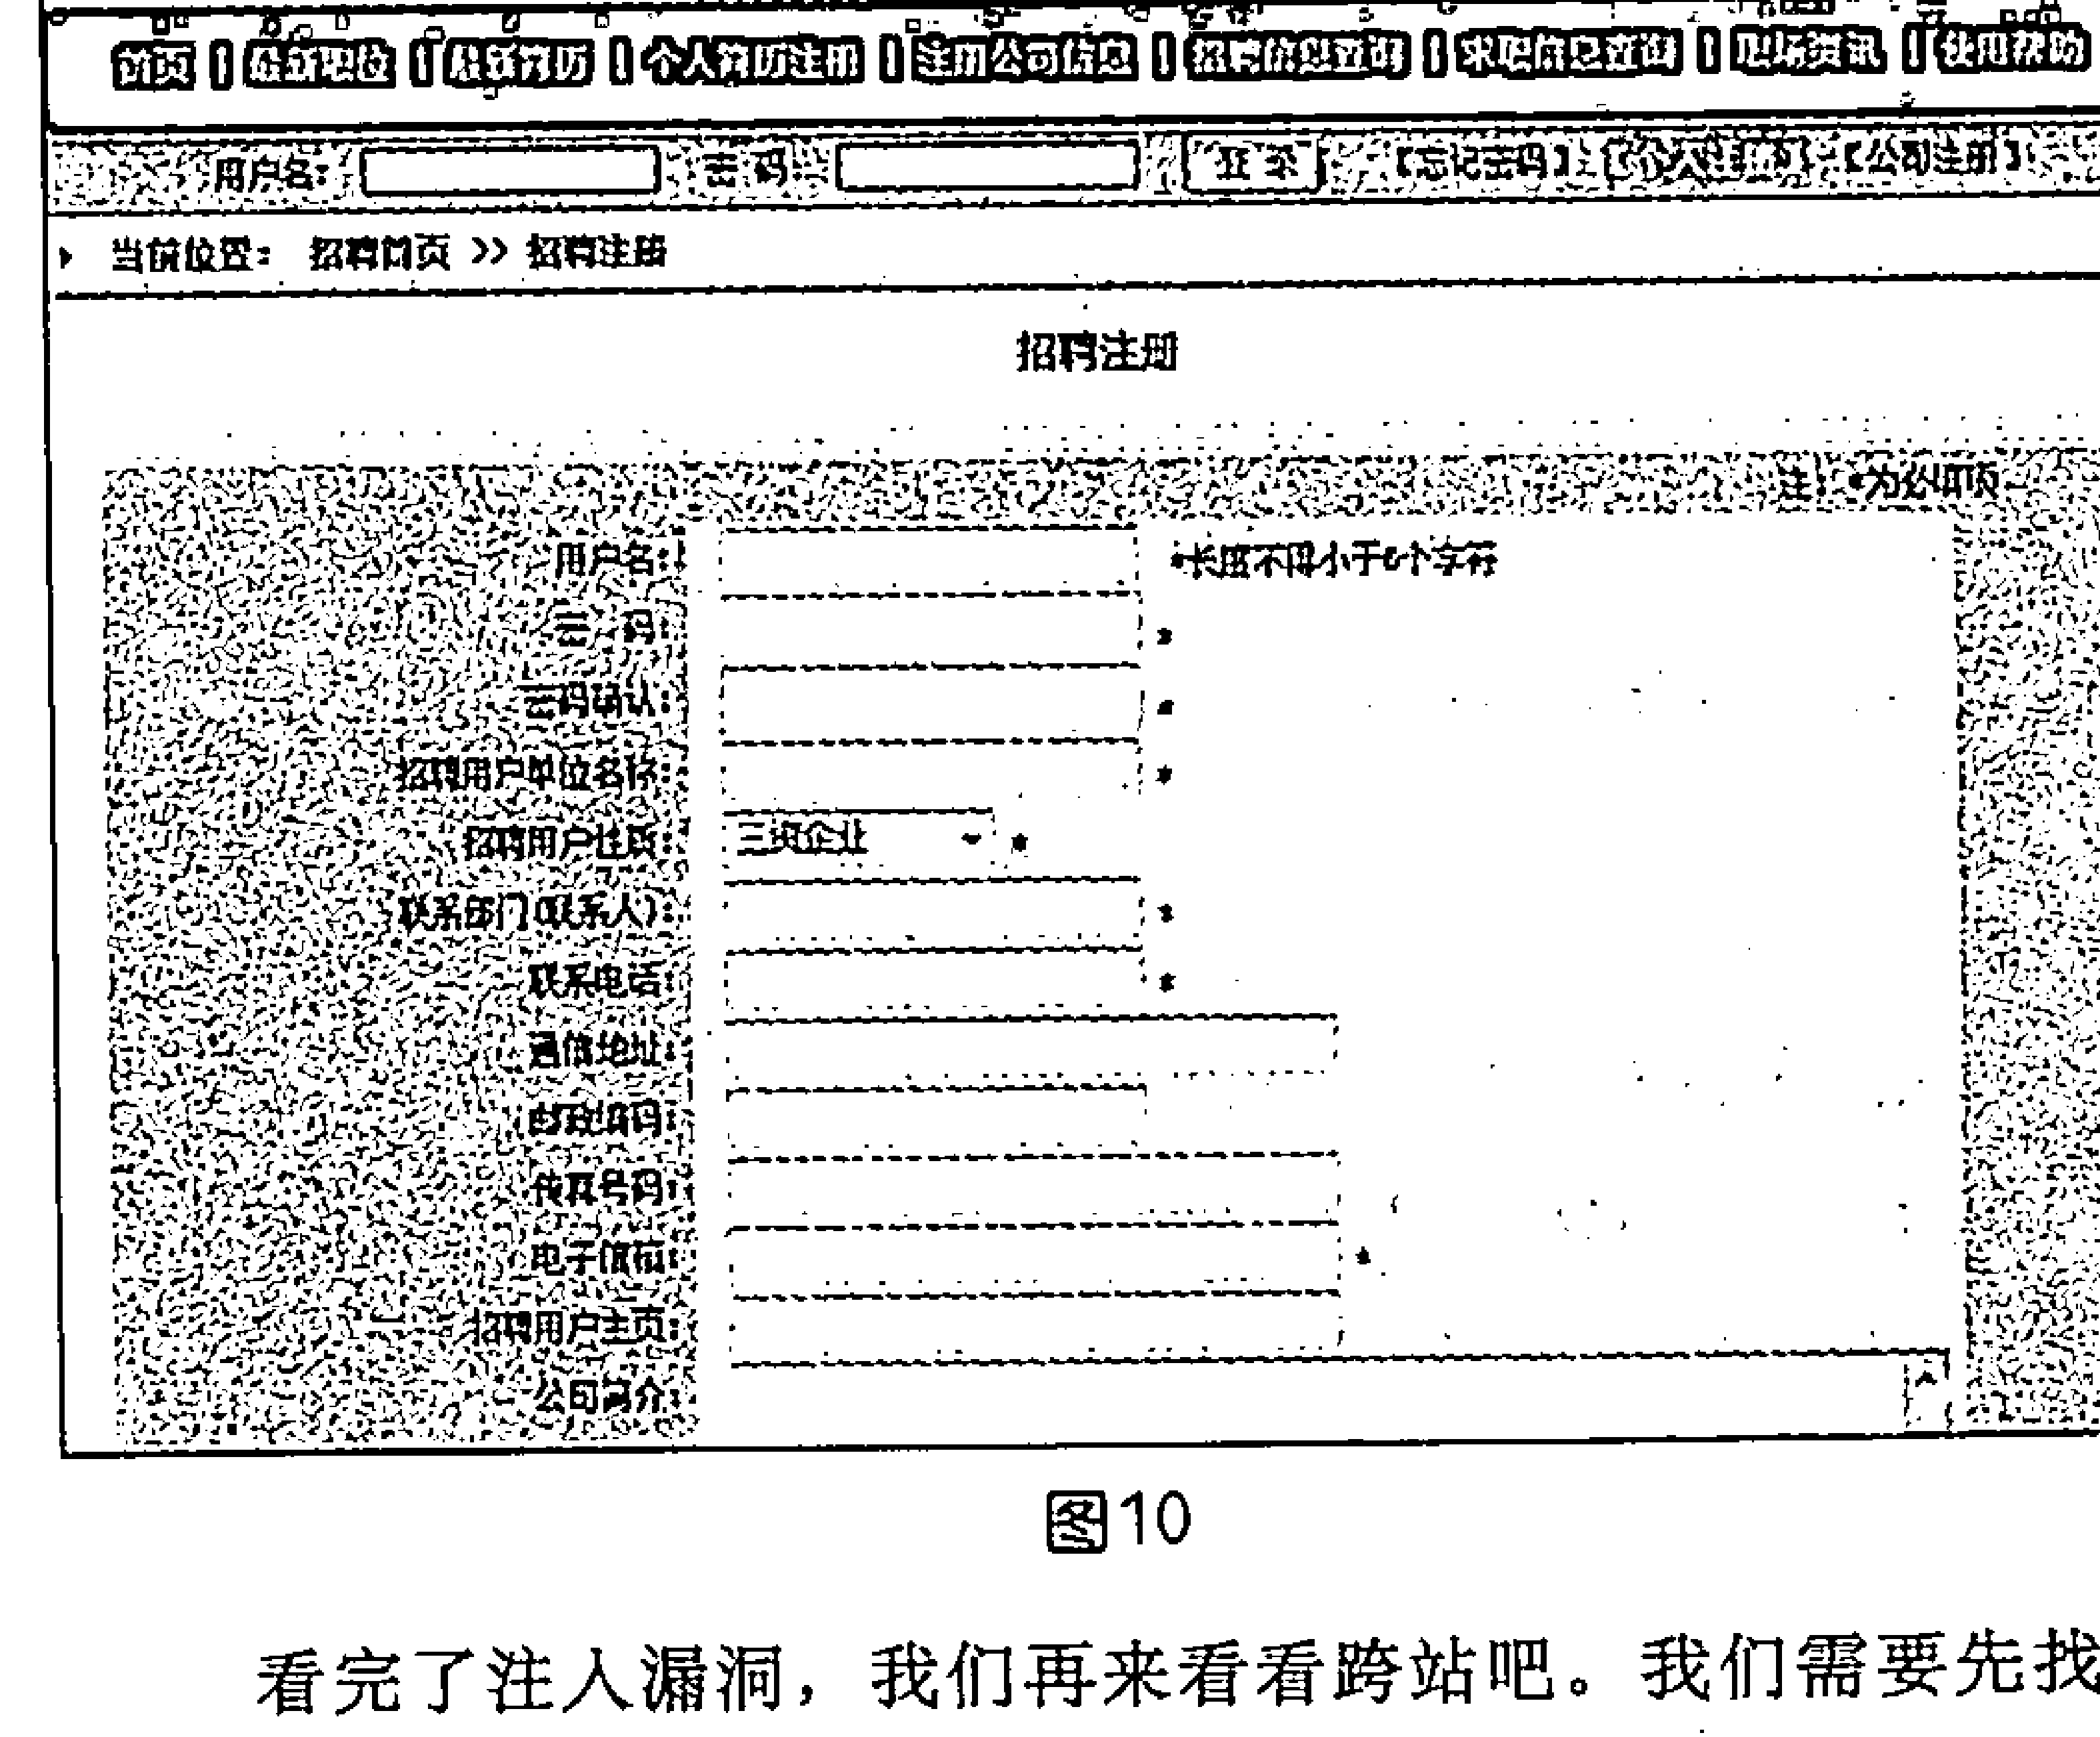 首页 | 最新职位 | 最新简历 | 个人简历注册 | 注册公司信息 | 招聘信息查询 | 求职信息查询 | 职场资讯 | 使用帮助
用户名: 密 码 登 录 【忘记密码】 【个人注册】 【公司注册】
当前位置: 招聘首页 >> 招聘注册
招聘注册
注: *为必填项
用户名: *长度不得小于6个字符
密 码: *
密码确认: *
招聘用户单位名称: *
招聘用户性质: 三资企业 *
联系部门(联系人): *
联系电话: *
通信地址:
邮政编码:
传真号码:
电子信箱: *
招聘用户主页:
公司简介:
图10
看完了注入漏洞，我们再来看看跨站吧。我们需要先找